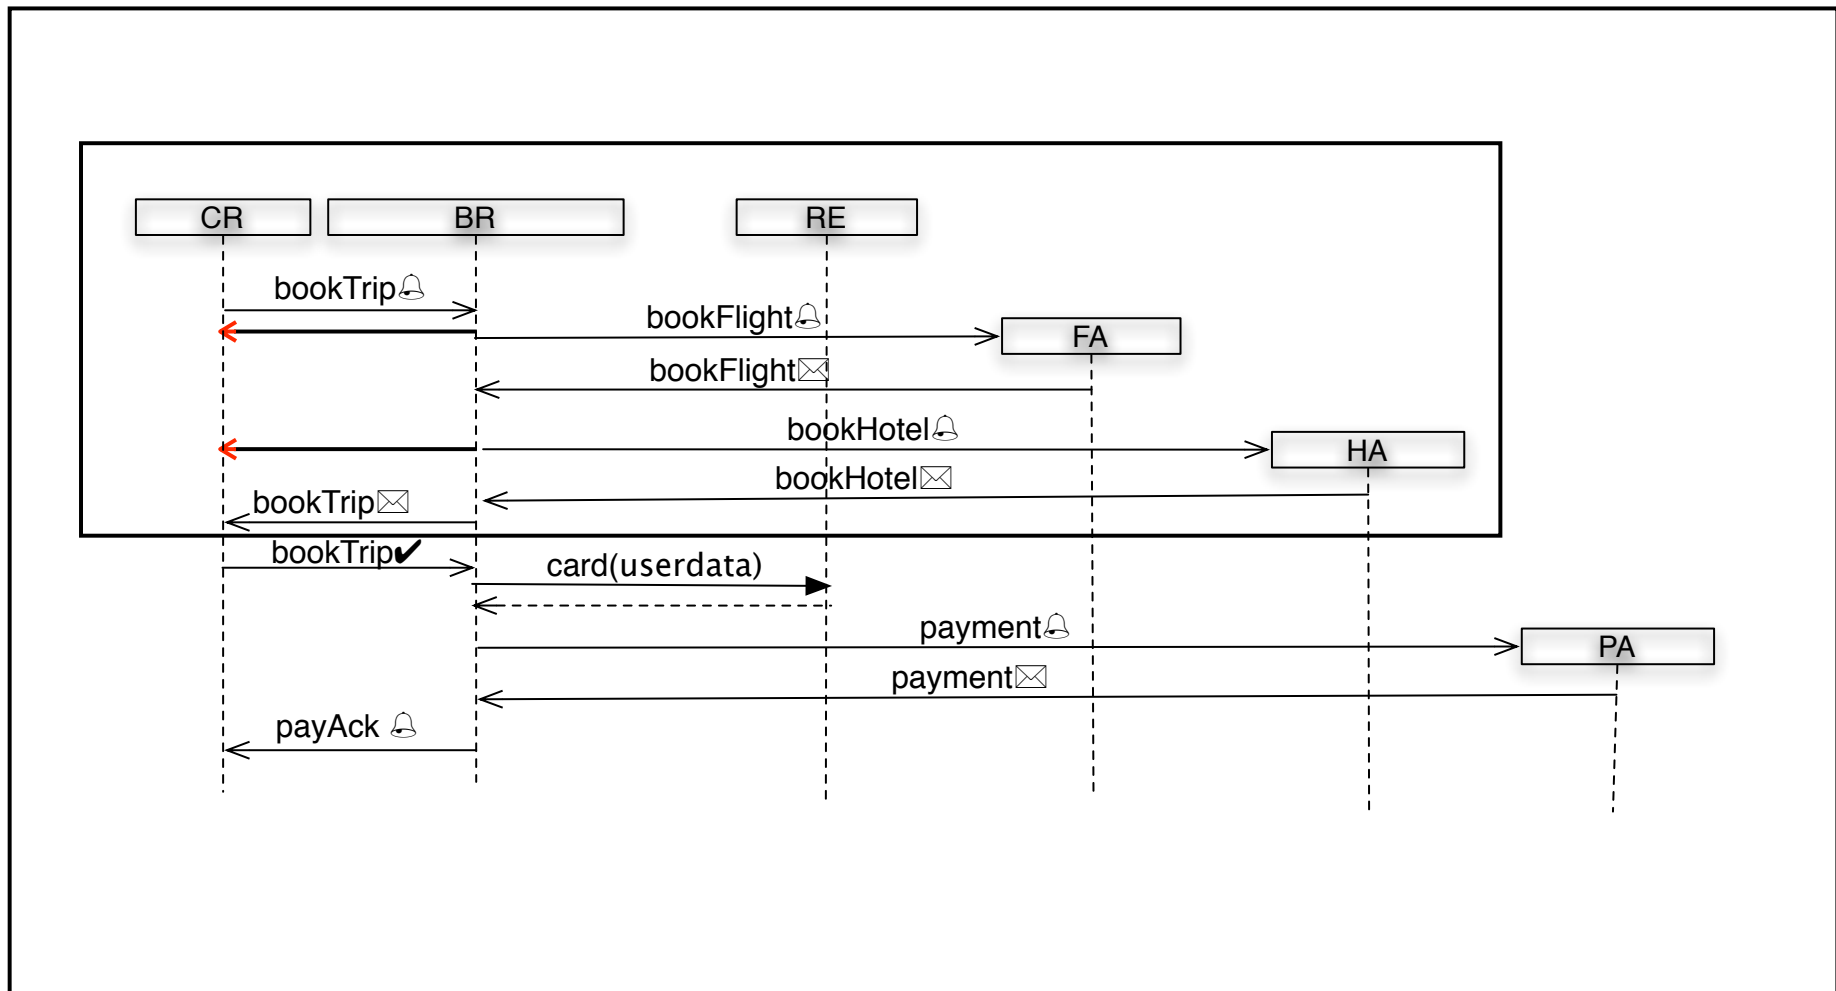 CR
BR
RE
bookTrip🔔
bookFlight🔔
FA
bookFlight✉
bookHotel🔔
HA
bookHotel✉
bookTrip✉
bookTrip✔
card(userdata)
payment🔔
PA
payment✉
payAck 🔔